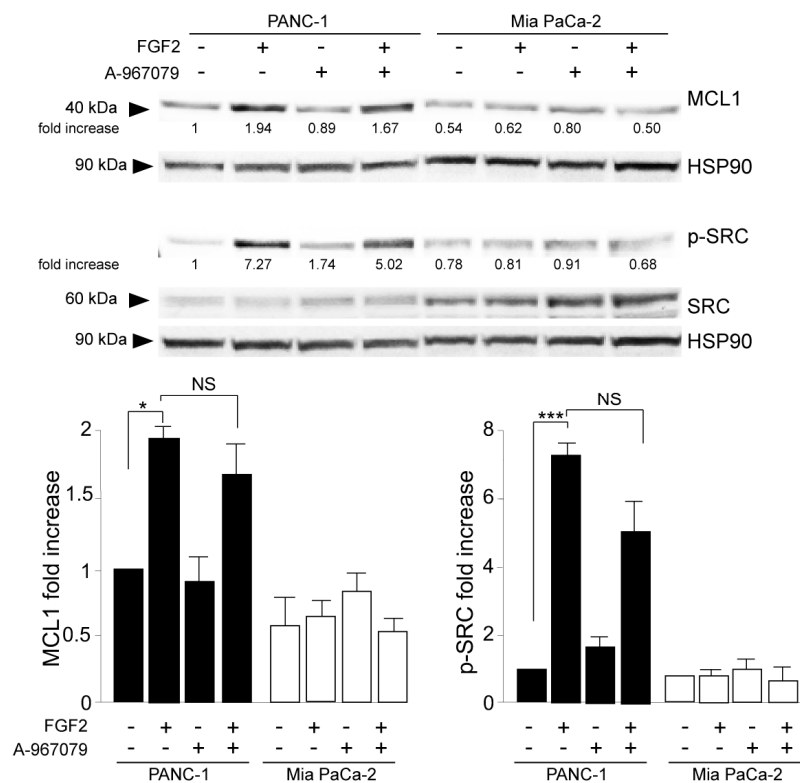 PANC-1 Mia PaCa-2
FGF2 - + - + - + - +
A-967079 - - + + - - + +
40 kDa MCL1
fold increase 1 1.94 0.89 1.67 0.54 0.62 0.80 0.50
90 kDa HSP90
p-SRC
fold increase 1 7.27 1.74 5.02 0.78 0.81 0.91 0.68
60 kDa SRC
90 kDa HSP90
MCL1 fold increase
2
1.5
1
0.5
0
* NS
FGF2 - + - + - + - +
A-967079 - - + + - - + +
PANC-1 Mia PaCa-2
p-SRC fold increase
8
6
4
2
1
0
*** NS
- + - + - + - +
- - + + - - + +
PANC-1 Mia PaCa-2